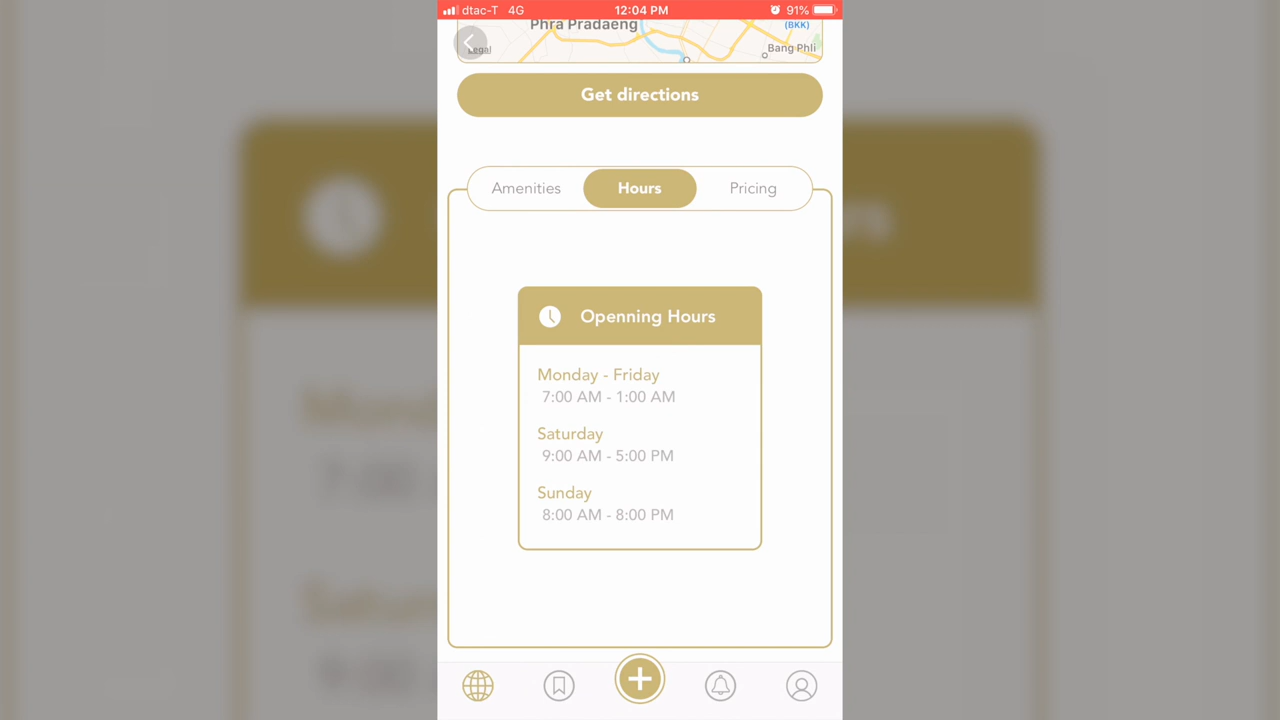 dtac-T 4G 12:04 PM 91%
Phra Pradaeng
(BKK)
Legal
Bang Phli
Get directions
Amenities Hours Pricing
Openning Hours
Monday - Friday
7:00 AM - 1:00 AM
Saturday
9:00 AM - 5:00 PM
Sunday
8:00 AM - 8:00 PM